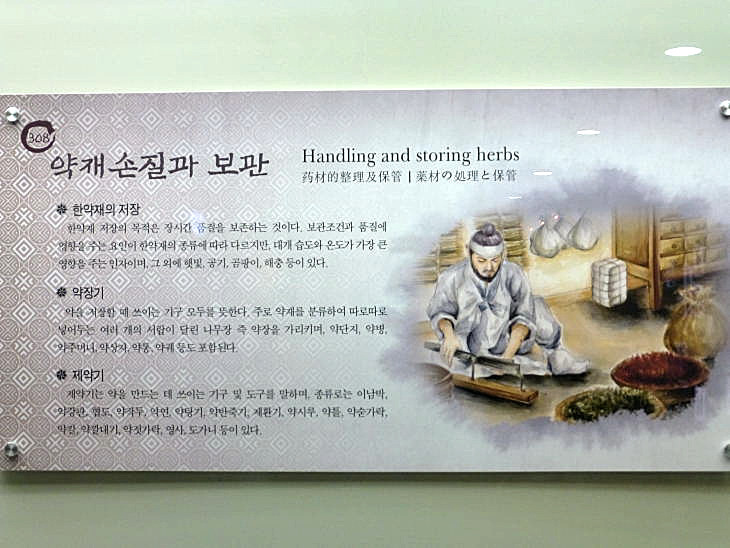 308
약재손질과 보관
Handling and storing herbs
药材的整理及保管 | 薬材の処理と保管
한약재의 저장
한약재 저장의 목적은 장시간 품질을 보존하는 것이다. 보관조건과 품질에
영향을 주는 요인이 한약재의 종류에 따라 다르지만, 대개 습도와 온도가 가장 큰
영향을 주는 인자이며, 그 외에 햇빛, 공기, 곰팡이, 해충 등이 있다.
약장기
약을 저장할 때 쓰이는 기구 모두를 뜻한다. 주로 약재를 분류하여 따로따로
넣어두는 여러 개의 서랍이 달린 나무장 즉 약장을 가리키며, 약단지, 약병,
약주머니, 약상자, 약통, 약궤 등도 포함된다.
제약기
제약기는 약을 만드는 데 쓰이는 기구 및 도구를 말하며, 종류로는 이남박,
약강판, 협도, 약작두, 약연, 약탕기, 약반죽기, 제환기, 약시루, 약틀, 약숟가락,
약칼, 약깔대기, 약젓가락, 영사, 도가니 등이 있다.